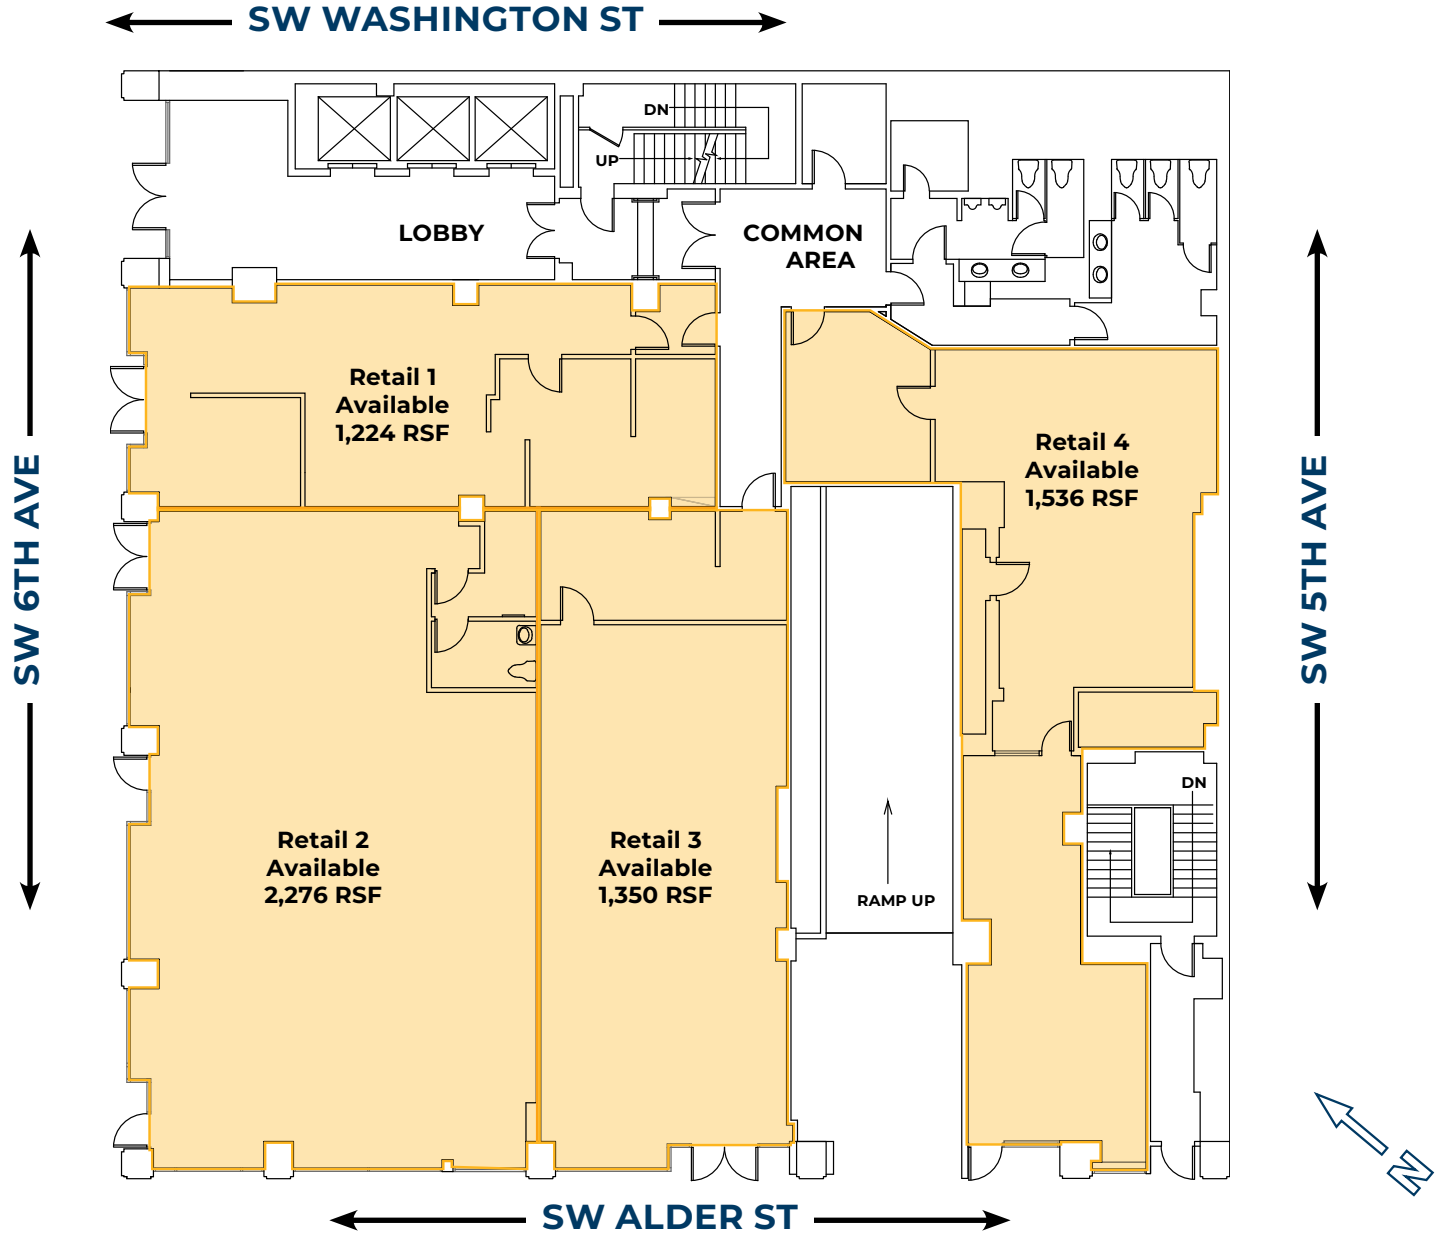 SW WASHINGTON ST
DN
UP
LOBBY
COMMON
AREA
SW 6TH AVE
SW 5TH AVE
Retail 1
Available
1,224 RSF
Retail 4
Available
1,536 RSF
DN
Retail 2
Available
2,276 RSF
Retail 3
Available
1,350 RSF
RAMP UP
N
SW ALDER ST